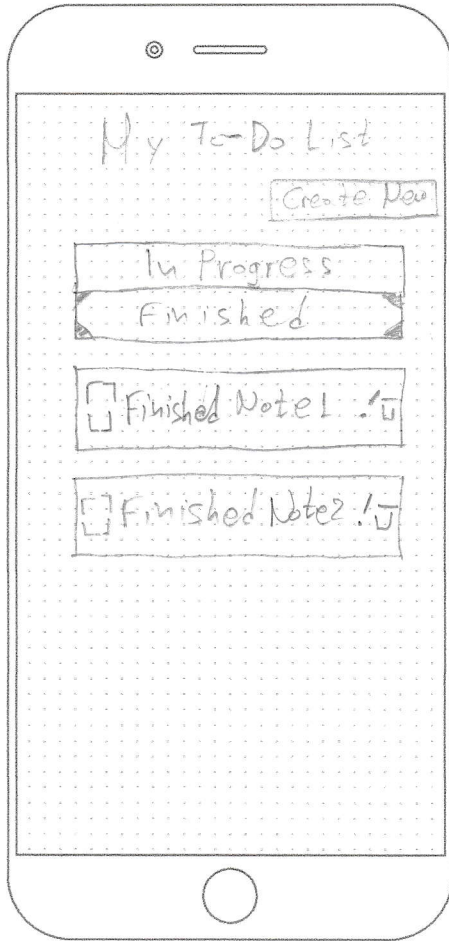 My To-Do List
Create New
In Progress
Finished
Finished Note1
Finished Note2